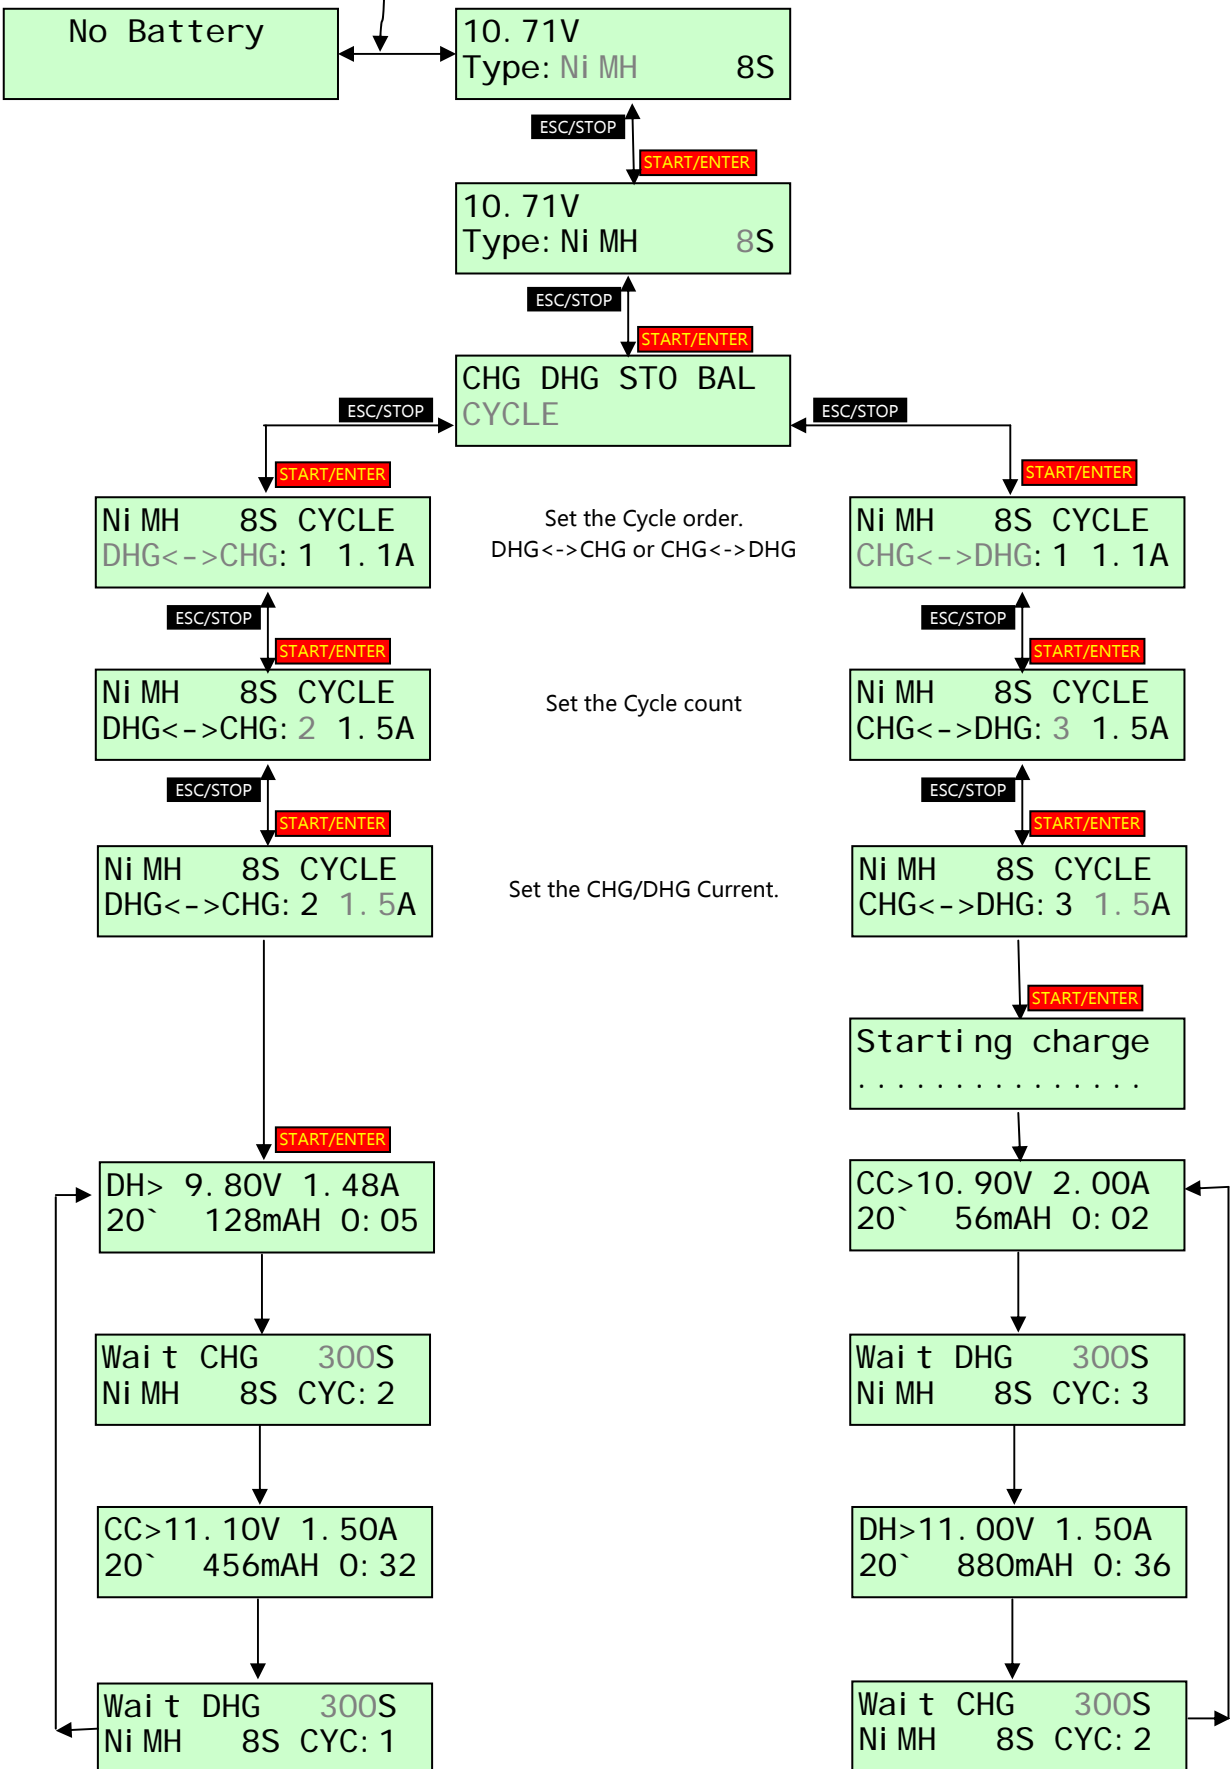 No Battery
10.71V
Type:NiMH 8S
ESC/STOP
START/ENTER
10.71V
Type:NiMH 8S
ESC/STOP
START/ENTER
CHG DHG STO BAL
CYCLE
ESC/STOP
ESC/STOP
START/ENTER
START/ENTER
NiMH 8S CYCLE
DHG<->CHG:1 1.1A
Set the Cycle order.
DHG<->CHG or CHG<->DHG
NiMH 8S CYCLE
CHG<->DHG:1 1.1A
ESC/STOP
START/ENTER
ESC/STOP
START/ENTER
NiMH 8S CYCLE
DHG<->CHG:2 1.5A
Set the Cycle count
NiMH 8S CYCLE
CHG<->DHG:3 1.5A
ESC/STOP
START/ENTER
ESC/STOP
START/ENTER
NiMH 8S CYCLE
DHG<->CHG:2 1.5A
Set the CHG/DHG Current.
NiMH 8S CYCLE
CHG<->DHG:3 1.5A
START/ENTER
Starting charge
...............
START/ENTER
DH> 9.80V 1.48A
20` 128mAH 0:05
CC>10.90V 2.00A
20` 56mAH 0:02
Wait CHG 300S
NiMH 8S CYC:2
Wait DHG 300S
NiMH 8S CYC:3
CC>11.10V 1.50A
20` 456mAH 0:32
DH>11.00V 1.50A
20` 880mAH 0:36
Wait DHG 300S
NiMH 8S CYC:1
Wait CHG 300S
NiMH 8S CYC:2